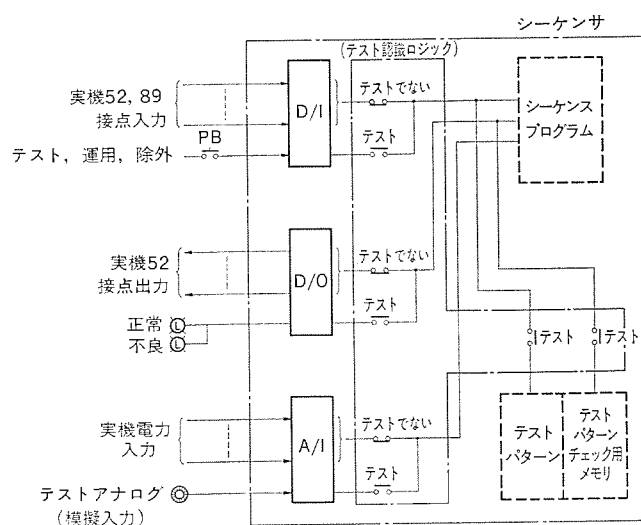 シーケンサ
(テスト認識ロジック)
実機52, 89
接点入力
PB
テスト, 運用, 除外
D/I
テストでない
テスト
シーケンス
プログラム
実機52
接点出力
正常 L
不良 L
D/O
テストでない
テスト
テスト
テスト
実機電力
入力
テストアナログ
(模擬入力)
A/I
テストでない
テスト
テスト
パターン
テスト
パターン
チェック用
メモリ